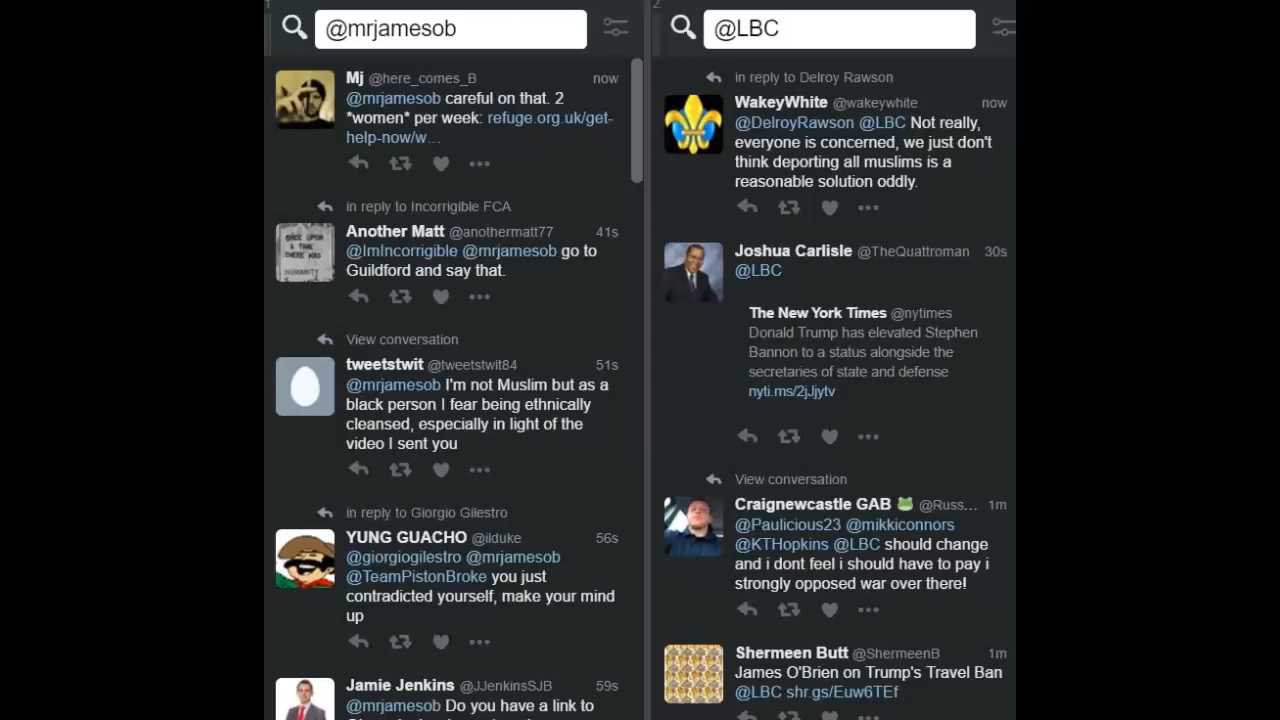 1
@mrjamesob
Mj @here_comes_B now
@mrjamesob careful on that. 2
*women* per week: refuge.org.uk/get-
help-now/w...
in reply to Incorrigible FCA
Another Matt @anothermatt77 41s
@ImIncorrigible @mrjamesob go to
Guildford and say that.
View conversation
tweetstwit @tweetstwit84 51s
@mrjamesob I'm not Muslim but as a
black person I fear being ethnically
cleansed, especially in light of the
video I sent you
in reply to Giorgio Gilestro
YUNG GUACHO @ilduke 56s
@giorgiogilestro @mrjamesob
@TeamPistonBroke you just
contradicted yourself, make your mind
up
Jamie Jenkins @JJenkinsSJB 59s
@mrjamesob Do you have a link to
2
@LBC
in reply to Delroy Rawson
WakeyWhite @wakeywhite now
@DelroyRawson @LBC Not really,
everyone is concerned, we just don't
think deporting all muslims is a
reasonable solution oddly.
Joshua Carlisle @TheQuattroman 30s
@LBC
The New York Times @nytimes
Donald Trump has elevated Stephen
Bannon to a status alongside the
secretaries of state and defense
nyti.ms/2jJjytv
View conversation
Craignewcastle GAB 🐸 @Russ... 1m
@Paulicious23 @mikkiconnors
@KTHopkins @LBC should change
and i dont feel i should have to pay i
strongly opposed war over there!
Shermeen Butt @ShermeenB 1m
James O'Brien on Trump's Travel Ban
@LBC shr.gs/Euw6TEf